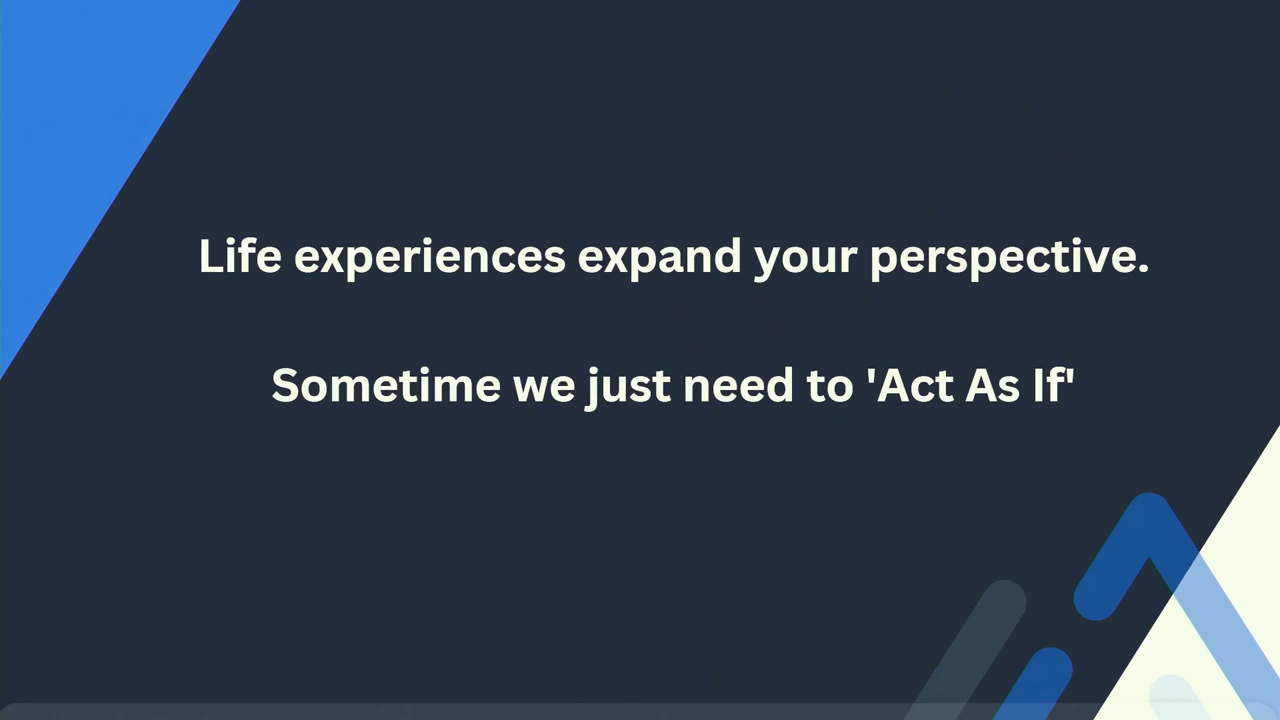 Life experiences expand your perspective.
Sometime we just need to 'Act As If'